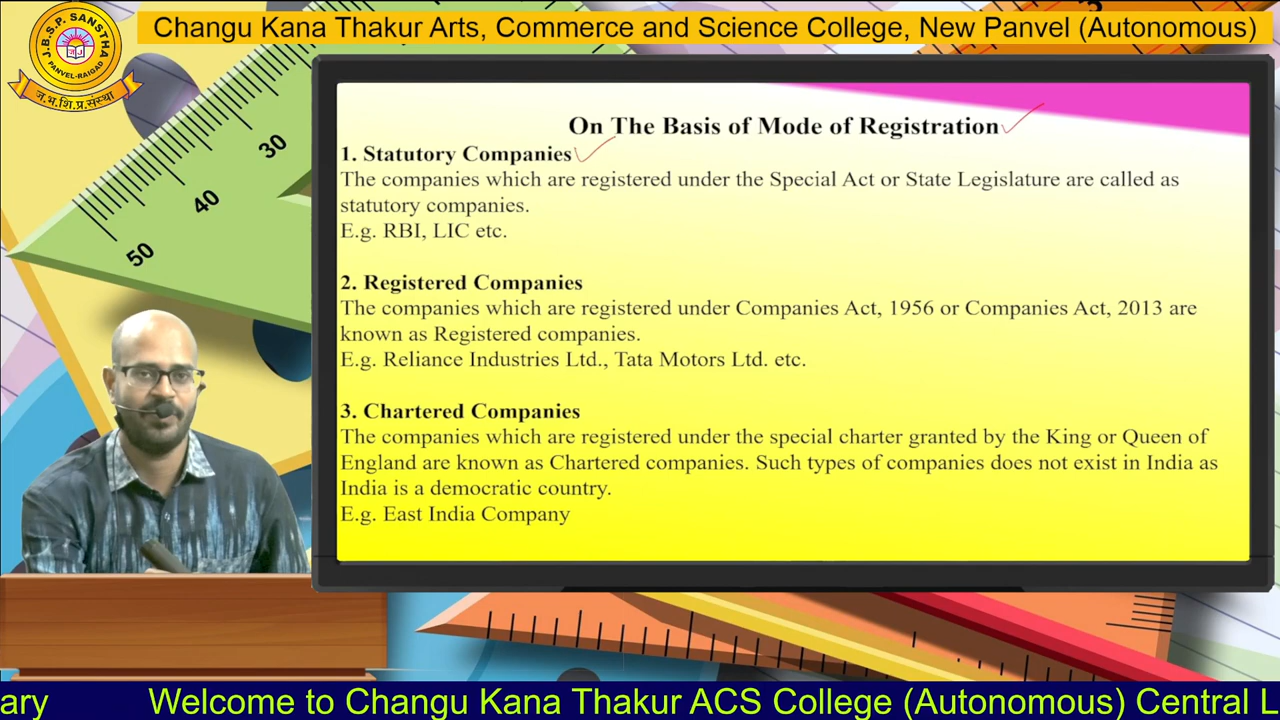 Changu Kana Thakur Arts, Commerce and Science College, New Panvel (Autonomous)
J.B.S.P. SANSTHA
PANVEL-RAIGAD
ज.भ.शि.प्र.संस्था
30
40
50
On The Basis of Mode of Registration
1. Statutory Companies
The companies which are registered under the Special Act or State Legislature are called as
statutory companies.
E.g. RBI, LIC etc.
2. Registered Companies
The companies which are registered under Companies Act, 1956 or Companies Act, 2013 are
known as Registered companies.
E.g. Reliance Industries Ltd., Tata Motors Ltd. etc.
3. Chartered Companies
The companies which are registered under the special charter granted by the King or Queen of
England are known as Chartered companies. Such types of companies does not exist in India as
India is a democratic country.
E.g. East India Company
ary Welcome to Changu Kana Thakur ACS College (Autonomous) Central L